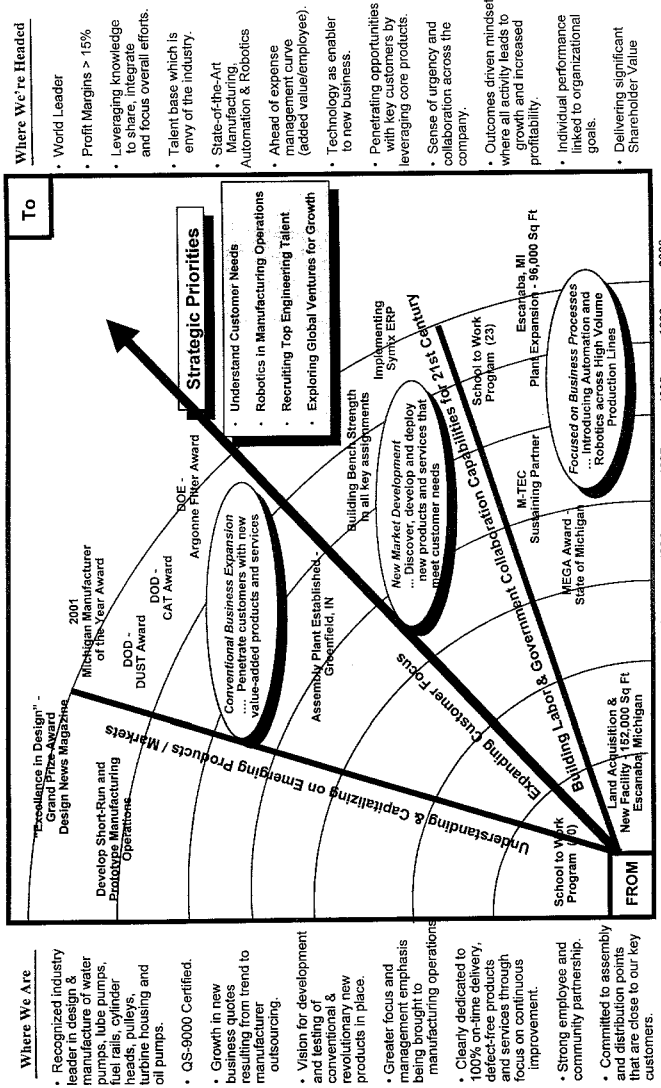 Where We Are
• Recognized industry
leader in design &
manufacture of water
pumps, lube pumps,
fuel rails, cylinder
heads, pulleys,
turbine housing and
oil pumps.
• QS-9000 Certified.
• Growth in new
business quotes
resulting from trend to
manufacturer
outsourcing.
• Vision for development
and testing of
conventional &
revolutionary new
products in place.
• Greater focus and
management emphasis
being brought to
manufacturing operations
• Clearly dedicated to
100% on-time delivery,
defect-free products
and services through
focus on continuous
improvement.
• Strong employee and
community partnership.
• Committed to assembly
and distribution points
that are close to our key
customers.
To
"Excellence in Design" -
Grand Prize Award
Design News Magazine
2001
Michigan Manufacturer
of the Year Award
DOD -
DUST Award
DOD -
CAT Award
DOE -
Argonne Filter Award
Develop Short-Run and
Prototype Manufacturing
Operations
Strategic Priorities
• Understand Customer Needs
• Robotics in Manufacturing Operations
• Recruiting Top Engineering Talent
• Exploring Global Ventures for Growth
Conventional Business Expansion
.... Penetrate customers with new
value-added products and services
Assembly Plant Established -
Greenfield, IN
Understanding & Capitalizing on Emerging Products / Markets
Building Bench Strength
in all key assignments
Implementing
Symix ERP
New Market Development
... Discover, develop and deploy
new products and services that
meet customer needs
Expanding Customer Focus
Building Labor & Government Collaboration Capabilities for 21st Century
School to Work
Program (23)
M-TEC
Sustaining Partner
Escanaba, MI
Plant Expansion - 96,000 Sq Ft
MEGA Award -
State of Michigan
Focused on Business Processes
... Introducing Automation and
Robotics across High Volume
Production Lines
School to Work
Program
Land Acquisition &
New Facility - 152,000 Sq Ft
Escanaba, Michigan
FROM
Where We're Headed
• World Leader
• Profit Margins > 15%
• Leveraging knowledge
to share, integrate
and focus overall efforts.
• Talent base which is
envy of the industry.
• State-of-the-Art
Manufacturing,
Automation & Robotics
• Ahead of expense
management curve
(added value/employee).
• Technology as enabler
to new business.
• Penetrating opportunities
with key customers by
leveraging core products.
• Sense of urgency and
collaboration across the
company.
• Outcomes driven mindset
where all activity leads to
growth and increased
profitability.
• Individual performance
linked to organizational
goals.
• Delivering significant
Shareholder Value